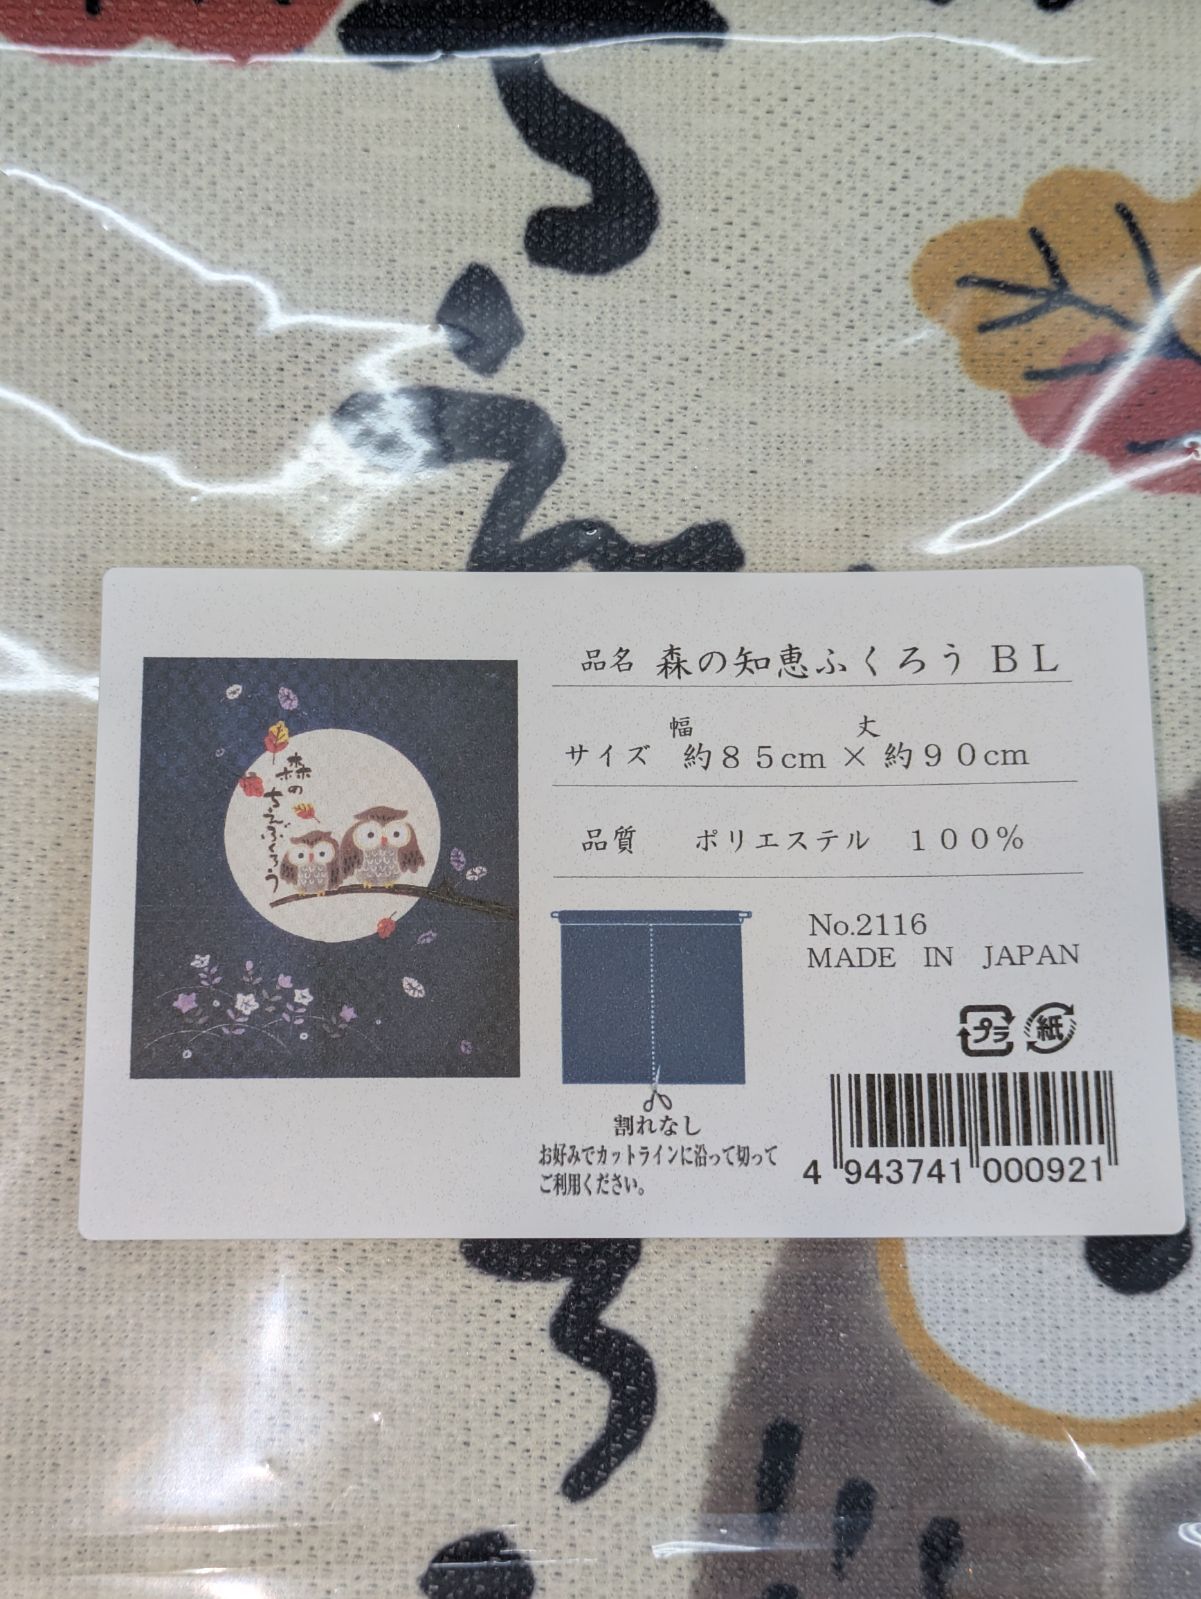 品名 森の知恵ふくろう BL
幅 丈
サイズ 約85cm × 約90cm
品質 ポリエステル 100%
森の
ちえぶくろう
No.2116
MADE IN JAPAN
プラ 紙
割れなし
お好みでカットラインに沿って切って
ご利用ください。
4 943741 000921